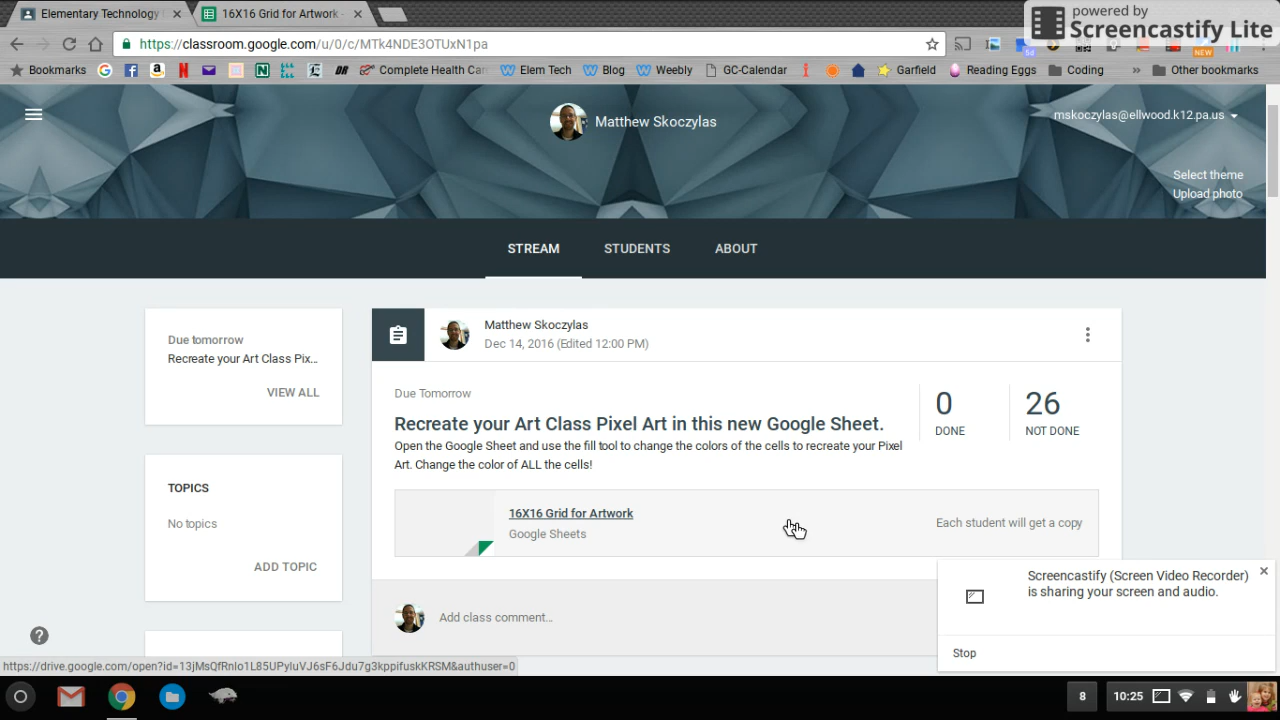 Elementary Technology
16X16 Grid for Artwork -
powered by
Screencastify Lite
https://classroom.google.com/u/0/c/MTk4NDE3OTUxN1pa
5d
NEW
Bookmarks
Complete Health Car
Elem Tech
Blog
Weebly
GC-Calendar
Garfield
Reading Eggs
Coding
Other bookmarks
Matthew Skoczylas
mskoczylas@ellwood.k12.pa.us
Select theme
Upload photo
STREAM
STUDENTS
ABOUT
Due tomorrow
Recreate your Art Class Pix...
VIEW ALL
TOPICS
No topics
ADD TOPIC
Matthew Skoczylas
Dec 14, 2016 (Edited 12:00 PM)
Due Tomorrow
Recreate your Art Class Pixel Art in this new Google Sheet.
Open the Google Sheet and use the fill tool to change the colors of the cells to recreate your Pixel
Art. Change the color of ALL the cells!
0
DONE
26
NOT DONE
16X16 Grid for Artwork
Google Sheets
Each student will get a copy
Add class comment...
Screencastify (Screen Video Recorder)
is sharing your screen and audio.
Stop
https://drive.google.com/open?id=13jMsQfRnIo1L85UPyluVJ6sF6Jdu7g3kppifuskKRSM&authuser=0
8
10:25